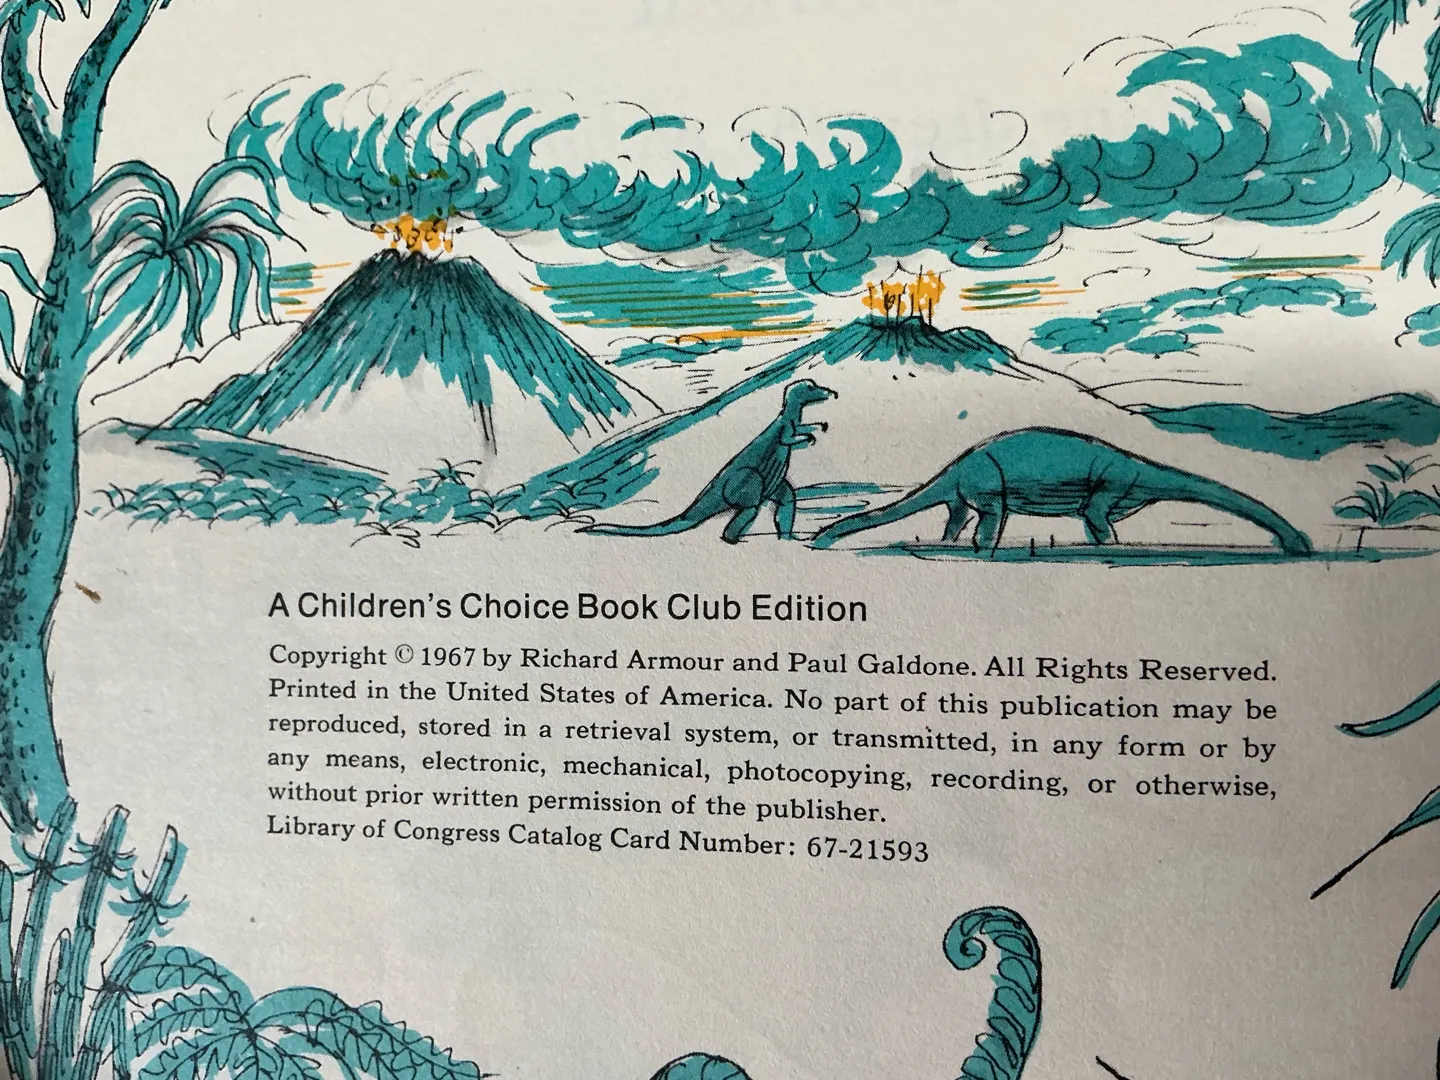 A Children's Choice Book Club Edition
Copyright © 1967 by Richard Armour and Paul Galdone. All Rights Reserved.
Printed in the United States of America. No part of this publication may be
reproduced, stored in a retrieval system, or transmitted, in any form or by
any means, electronic, mechanical, photocopying, recording, or otherwise,
without prior written permission of the publisher.
Library of Congress Catalog Card Number: 67-21593